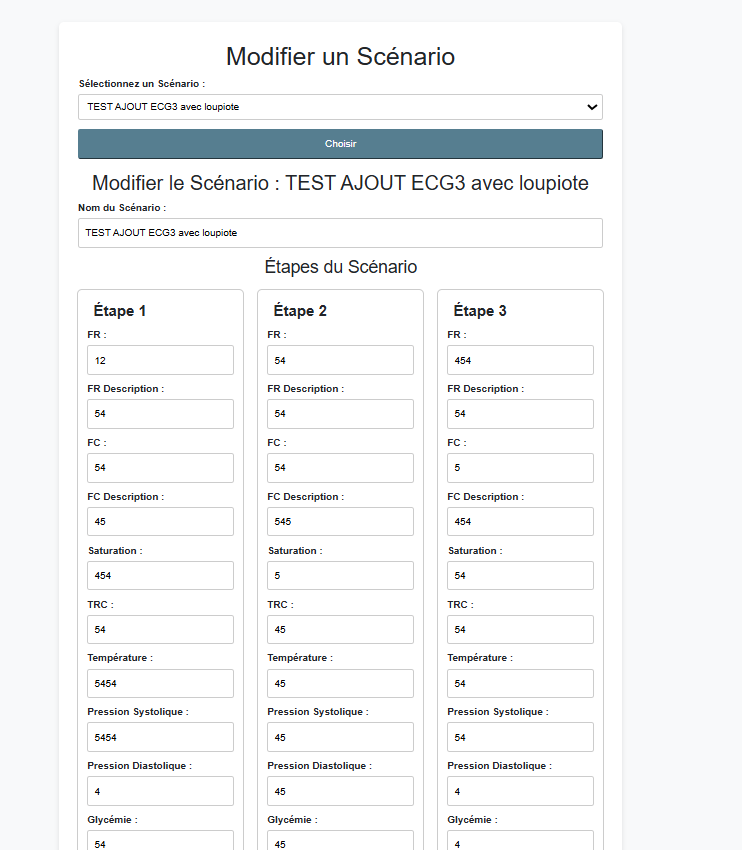 Modifier un Scénario
Sélectionnez un Scénario :
TEST AJOUT ECG3 avec loupiote
Choisir
Modifier le Scénario : TEST AJOUT ECG3 avec loupiote
Nom du Scénario :
TEST AJOUT ECG3 avec loupiote
Étapes du Scénario
Étape 1
FR :
12
FR Description :
54
FC :
54
FC Description :
45
Saturation :
454
TRC :
54
Température :
5454
Pression Systolique :
5454
Pression Diastolique :
4
Glycémie :
54
Étape 2
FR :
54
FR Description :
54
FC :
54
FC Description :
545
Saturation :
5
TRC :
45
Température :
45
Pression Systolique :
45
Pression Diastolique :
45
Glycémie :
45
Étape 3
FR :
454
FR Description :
54
FC :
5
FC Description :
454
Saturation :
54
TRC :
54
Température :
54
Pression Systolique :
54
Pression Diastolique :
4
Glycémie :
4